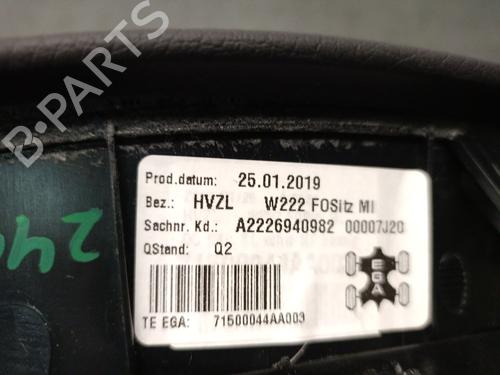 B-PARTS
Prod.datum: 25.01.2019
Bez.: HVZL W222 FOSitz MI
Sachnr. Kd.: A2226940982 00007J20
QStand: Q2
EGA
TE EGA: 71500044AA003